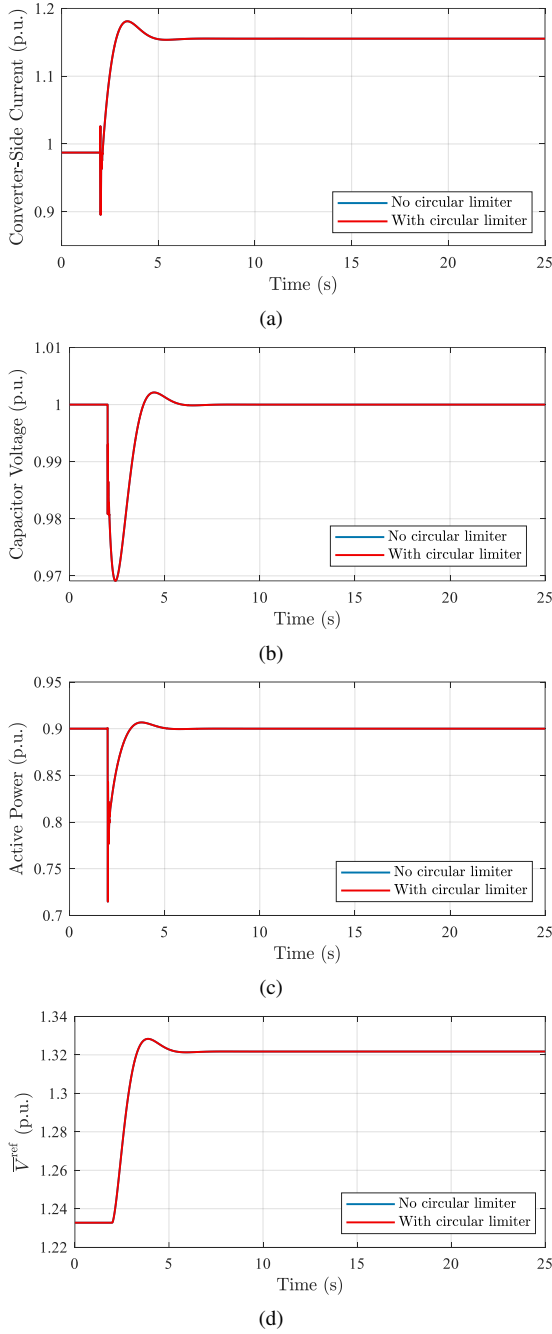 Converter-Side Current (p.u.)
1.2
1.1
1
0.9
0
5
10
15
20
25
No circular limiter
With circular limiter
Time (s)
(a)
Capacitor Voltage (p.u.)
1.01
1
0.99
0.98
0.97
0
5
10
15
20
25
No circular limiter
With circular limiter
Time (s)
(b)
Active Power (p.u.)
0.95
0.9
0.85
0.8
0.75
0.7
0
5
10
15
20
25
No circular limiter
With circular limiter
Time (s)
(c)
V̅^ref (p.u.)
1.34
1.32
1.3
1.28
1.26
1.24
1.22
0
5
10
15
20
25
No circular limiter
With circular limiter
Time (s)
(d)